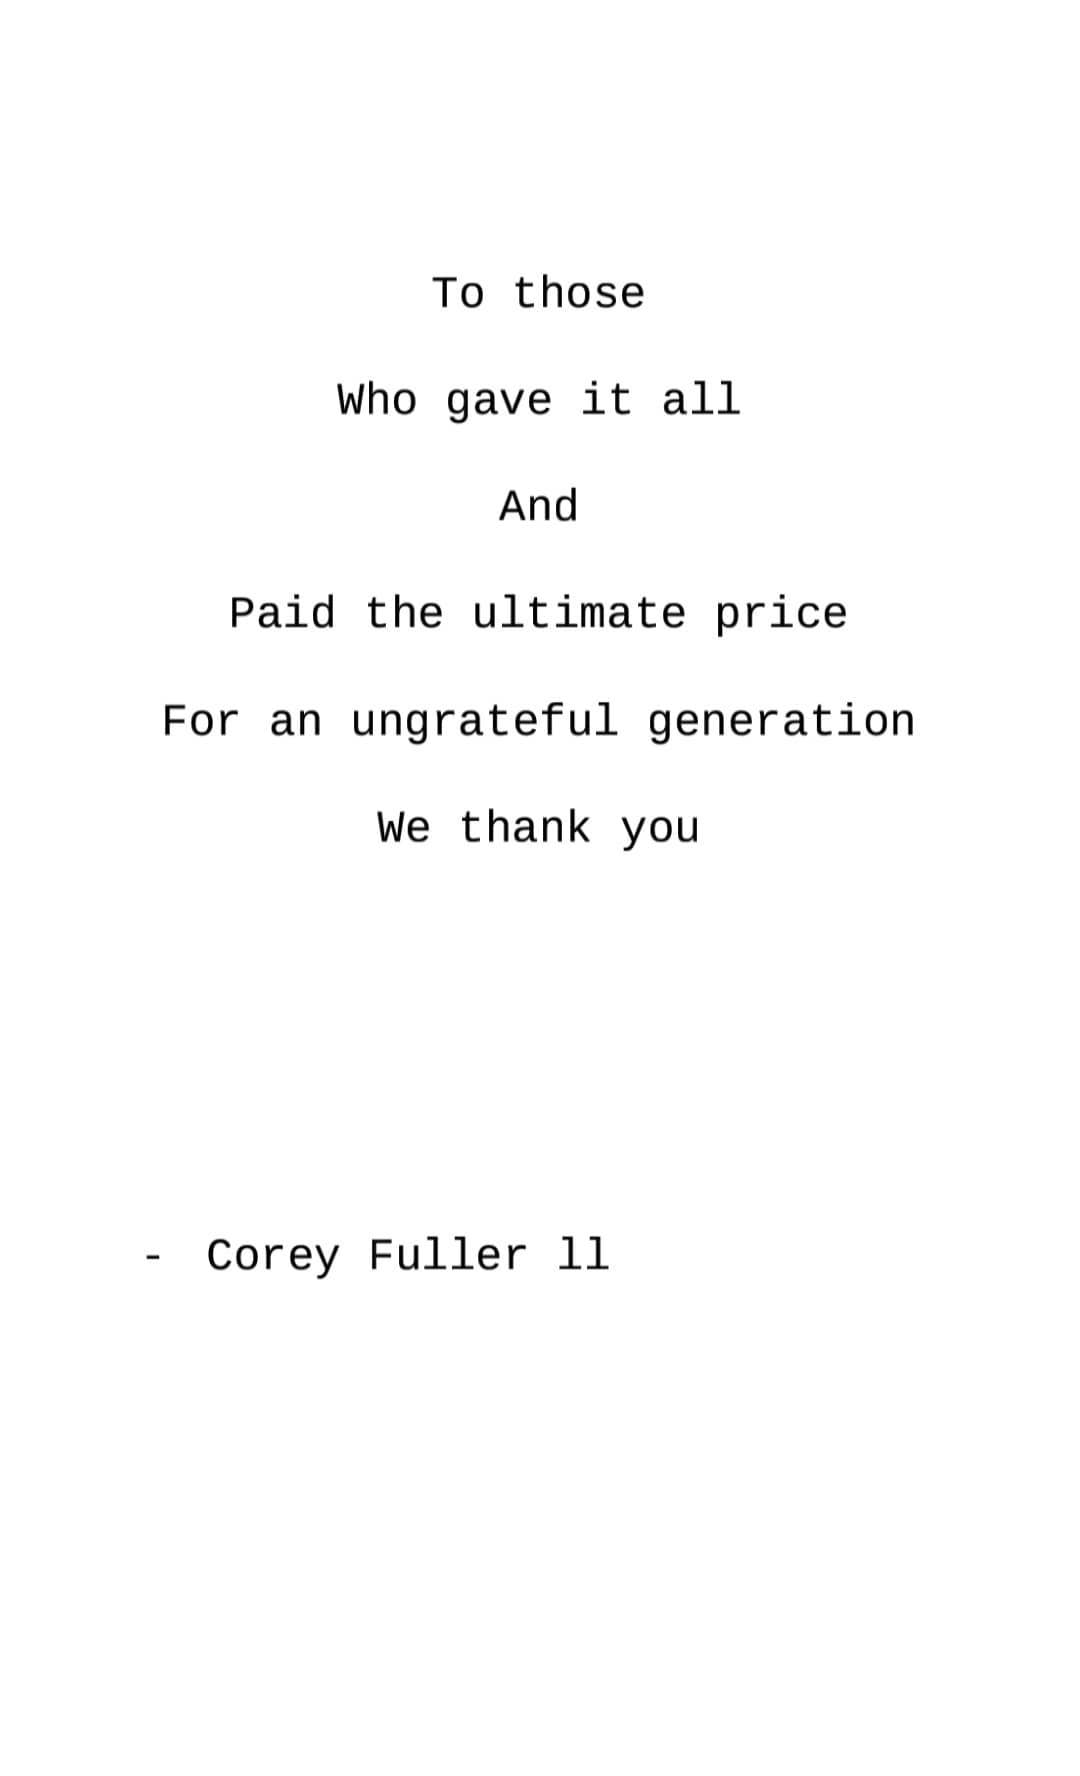 To those
Who gave it all
And
Paid the ultimate price
For an ungrateful generation
We thank you
- Corey Fuller ll